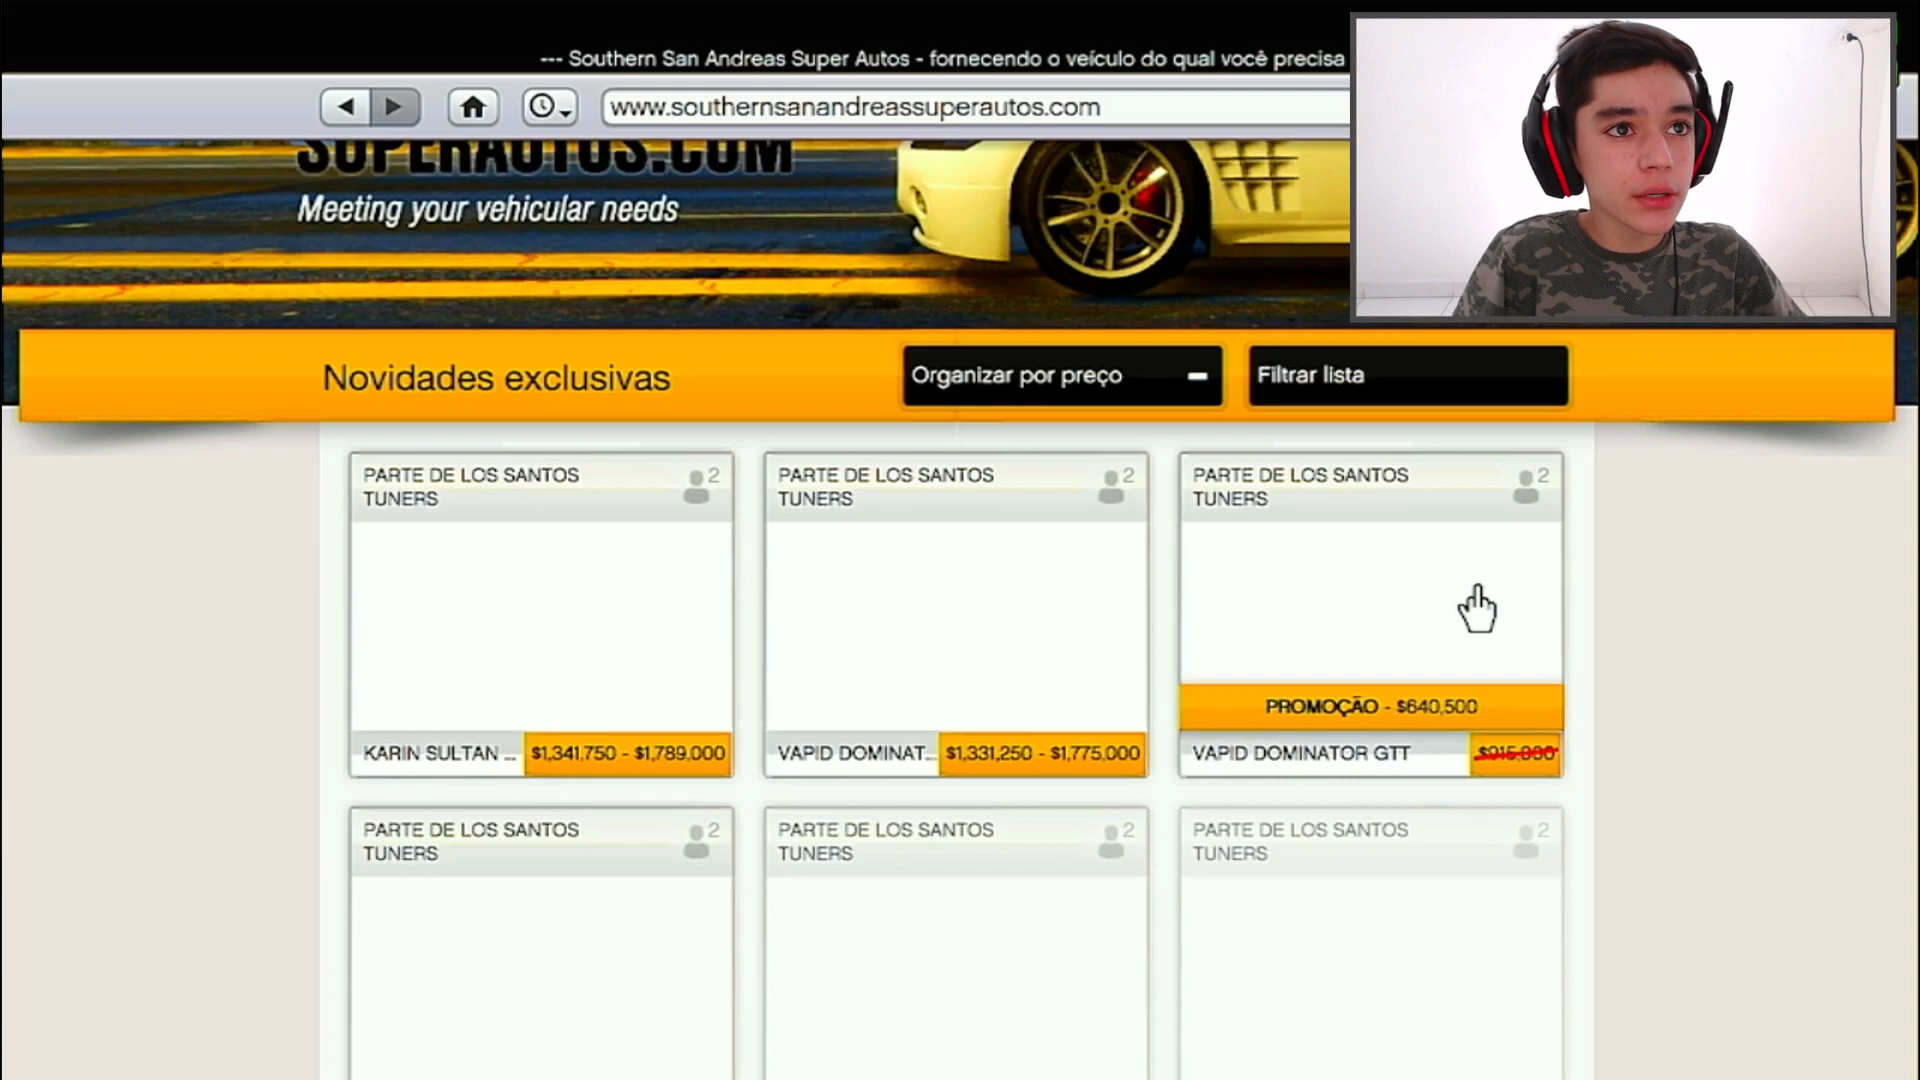 --- Southern San Andreas Super Autos - fornecendo o veículo do qual você precisa
www.southernsanandreassuperautos.com
SUPERAUTOS.COM
Meeting your vehicular needs
Novidades exclusivas
Organizar por preço
Filtrar lista
PARTE DE LOS SANTOS
TUNERS
2
KARIN SULTAN ...
$1,341,750 - $1,789,000
PARTE DE LOS SANTOS
TUNERS
2
VAPID DOMINAT...
$1,331,250 - $1,775,000
PARTE DE LOS SANTOS
TUNERS
2
PROMOÇÃO - $640,500
VAPID DOMINATOR GTT
$915,000
PARTE DE LOS SANTOS
TUNERS
2
PARTE DE LOS SANTOS
TUNERS
2
PARTE DE LOS SANTOS
TUNERS
2